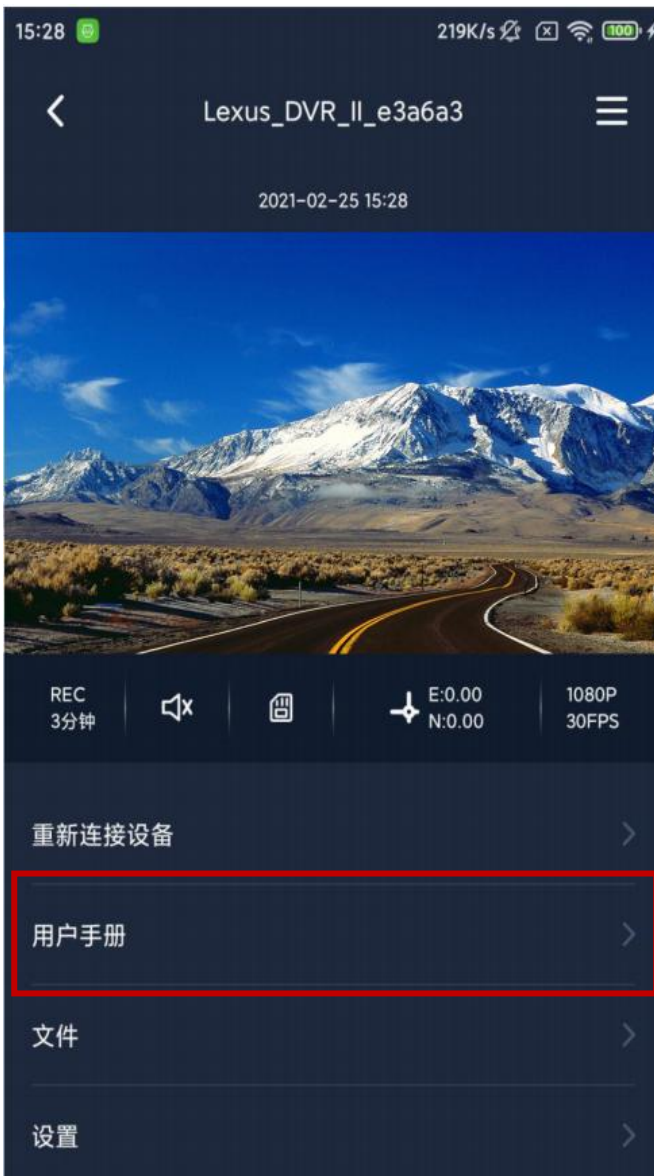 15:28
219K/s
100
Lexus_DVR_II_e3a6a3
2021-02-25 15:28
REC
3分钟
E:0.00
N:0.00
1080P
30FPS
重新连接设备
用户手册
文件
设置